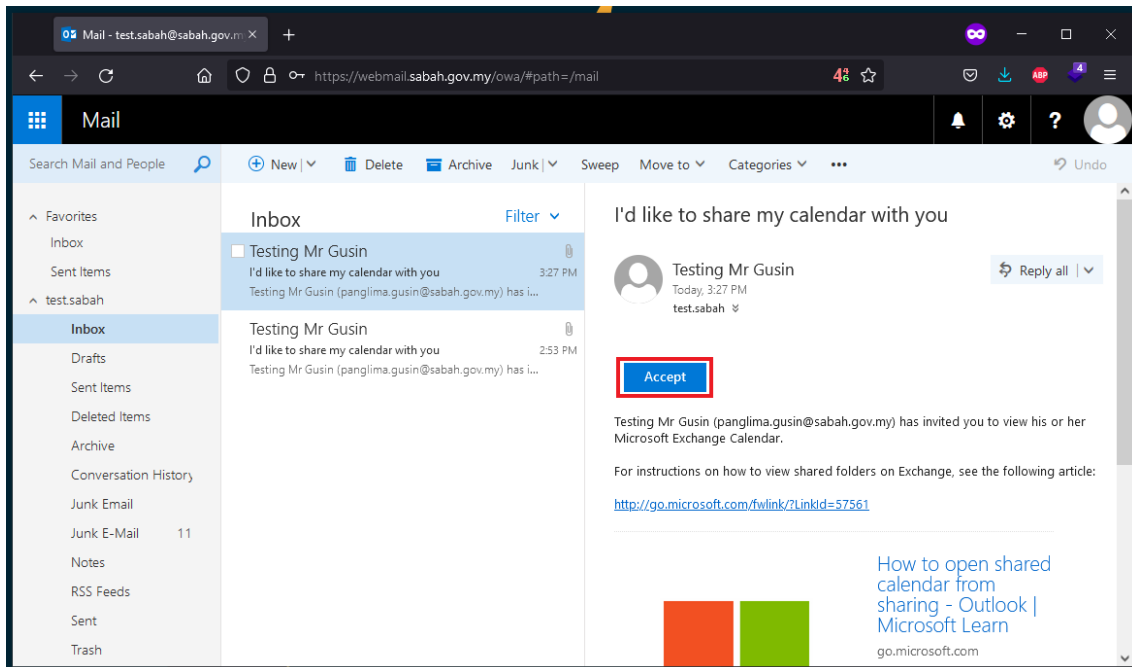 Mail - test.sabah@sabah.gov.m
https://webmail.sabah.gov.my/owa/#path=/mail
ABP
4
Mail
?
Search Mail and People
New
Delete
Archive
Junk
Sweep
Move to
Categories
•••
Undo
Favorites
Inbox
Sent Items
test.sabah
Inbox
Drafts
Sent Items
Deleted Items
Archive
Conversation History
Junk Email
Junk E-Mail 11
Notes
RSS Feeds
Sent
Trash
Inbox
Filter
Testing Mr Gusin
I'd like to share my calendar with you 3:27 PM
Testing Mr Gusin (panglima.gusin@sabah.gov.my) has i...
Testing Mr Gusin
I'd like to share my calendar with you 2:53 PM
Testing Mr Gusin (panglima.gusin@sabah.gov.my) has i...
I'd like to share my calendar with you
Testing Mr Gusin
Today, 3:27 PM
test.sabah
Reply all
Accept
Testing Mr Gusin (panglima.gusin@sabah.gov.my) has invited you to view his or her
Microsoft Exchange Calendar.
For instructions on how to view shared folders on Exchange, see the following article:
http://go.microsoft.com/fwlink/?LinkId=57561
How to open shared
calendar from
sharing - Outlook |
Microsoft Learn
go.microsoft.com